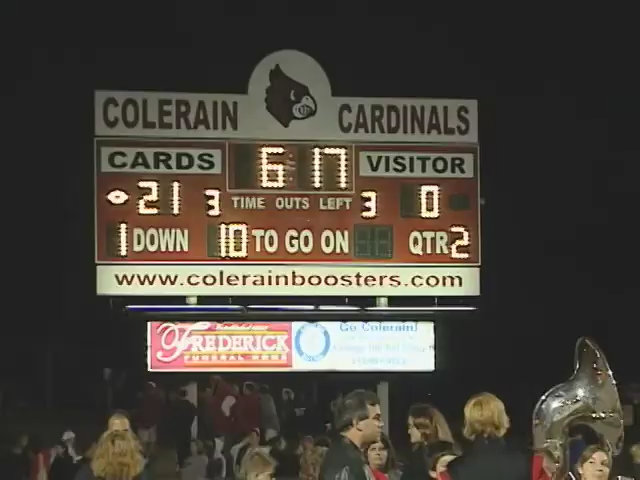 COLERAIN CARDINALS
CARDS 6:17 VISITOR
21 3 TIME OUTS LEFT 3 0
1 DOWN 10 TO GO ON QTR 2
www.colerainboosters.com
FREDERICK
FUNERAL HOME
Go Colerain!